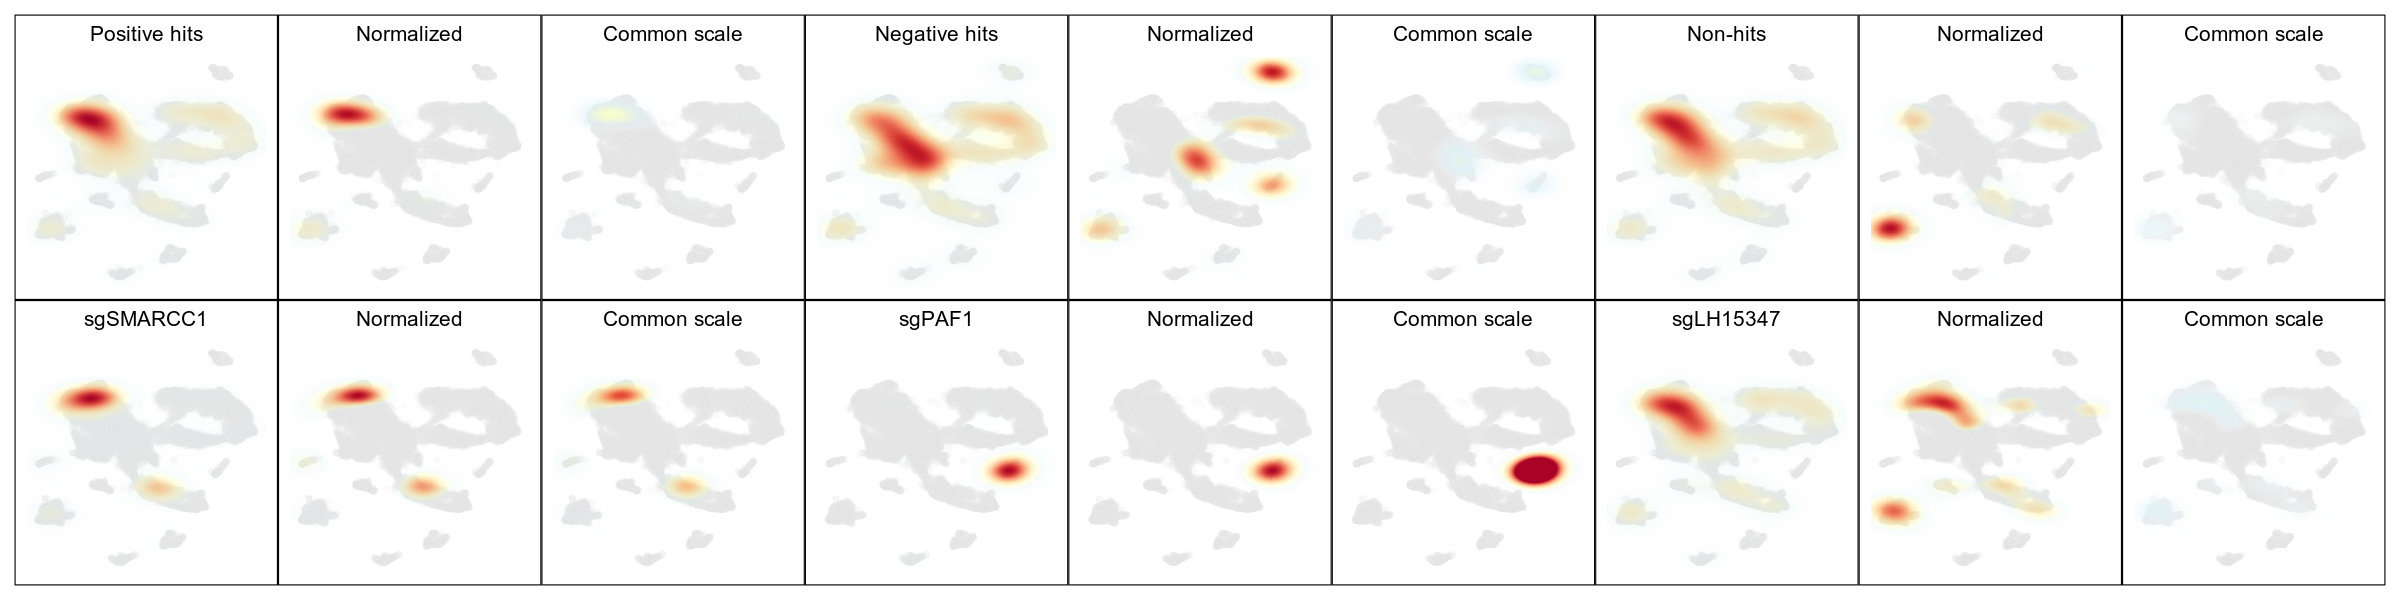 Positive hits
Normalized
Common scale
Negative hits
Normalized
Common scale
Non-hits
Normalized
Common scale
sgSMARCC1
Normalized
Common scale
sgPAF1
Normalized
Common scale
sgLH15347
Normalized
Common scale